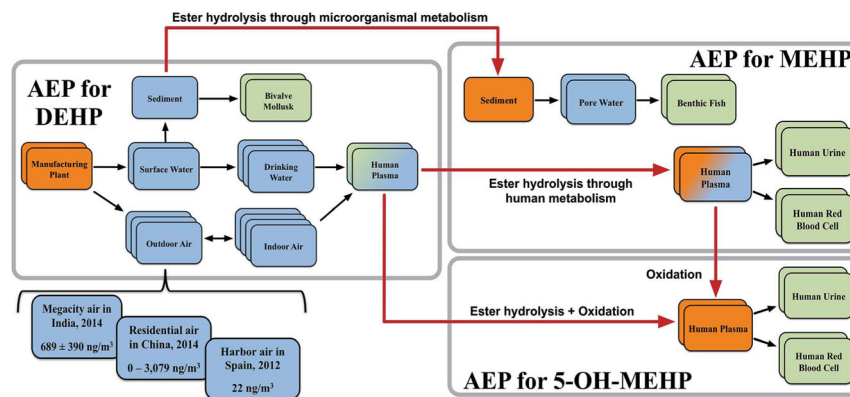 Ester hydrolysis through microorganismal metabolism
AEP for
DEHP
Sediment
Bivalve
Mollusk
Manufacturing
Plant
Surface Water
Drinking
Water
Human
Plasma
Outdoor Air
Indoor Air
Megacity air in
India, 2014
689 ± 390 ng/m³
Residential air
in China, 2014
0 – 3,079 ng/m³
Harbor air in
Spain, 2012
22 ng/m³
AEP for MEHP
Sediment
Pore Water
Benthic Fish
Ester hydrolysis through
human metabolism
Human
Plasma
Human Urine
Human Red
Blood Cell
Oxidation
Ester hydrolysis + Oxidation
Human Plasma
Human Urine
Human Red
Blood Cell
AEP for 5-OH-MEHP